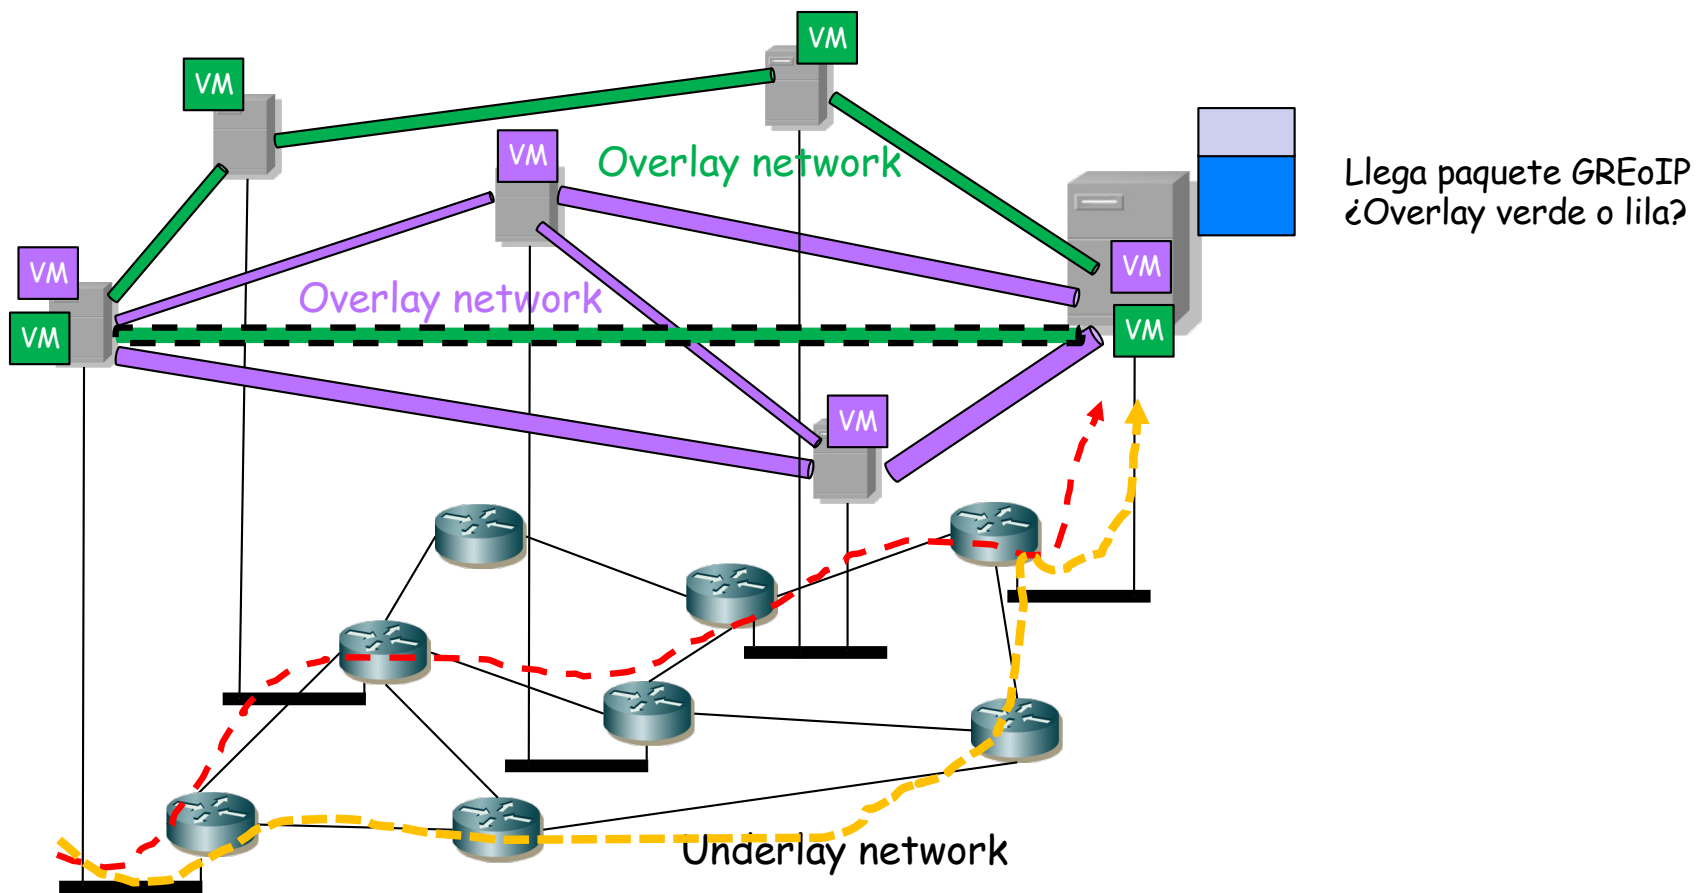 VM
VM
VM
Overlay network
VM
Llega paquete GREoIP
¿Overlay verde o lila?
VM
VM
Overlay network
VM
VM
VM
Underlay network